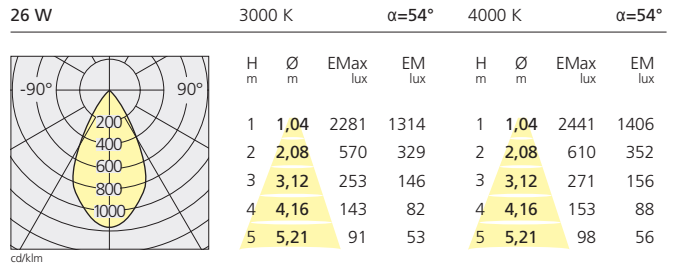 26 W 3000 K α=54° 4000 K α=54°
H Ø EMax EM H Ø EMax EM
m m lux lux m m lux lux
-90° 90°
200
400
600
800
1000
1 1,04 2281 1314 1 1,04 2441 1406
2 2,08 570 329 2 2,08 610 352
3 3,12 253 146 3 3,12 271 156
4 4,16 143 82 4 4,16 153 88
5 5,21 91 53 5 5,21 98 56
cd/klm